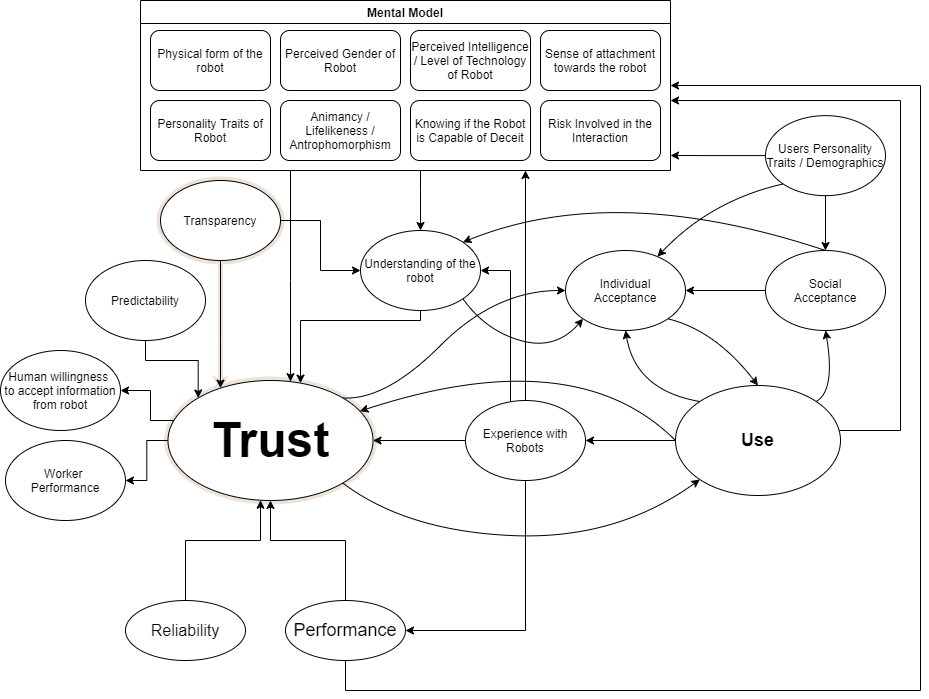 Mental Model
Physical form of the
robot
Perceived Gender of
Robot
Perceived Intelligence
/ Level of Technology
of Robot
Sense of attachment
towards the robot
Personality Traits of
Robot
Animancy /
Lifelikeness /
Antrophomorphism
Knowing if the Robot
is Capable of Deceit
Risk Involved in the
Interaction
Users Personality
Traits / Demographics
Transparency
Understanding of the
robot
Predictability
Individual
Acceptance
Social
Acceptance
Human willingness
to accept information
from robot
Trust
Experience with
Robots
Use
Worker
Performance
Reliability
Performance